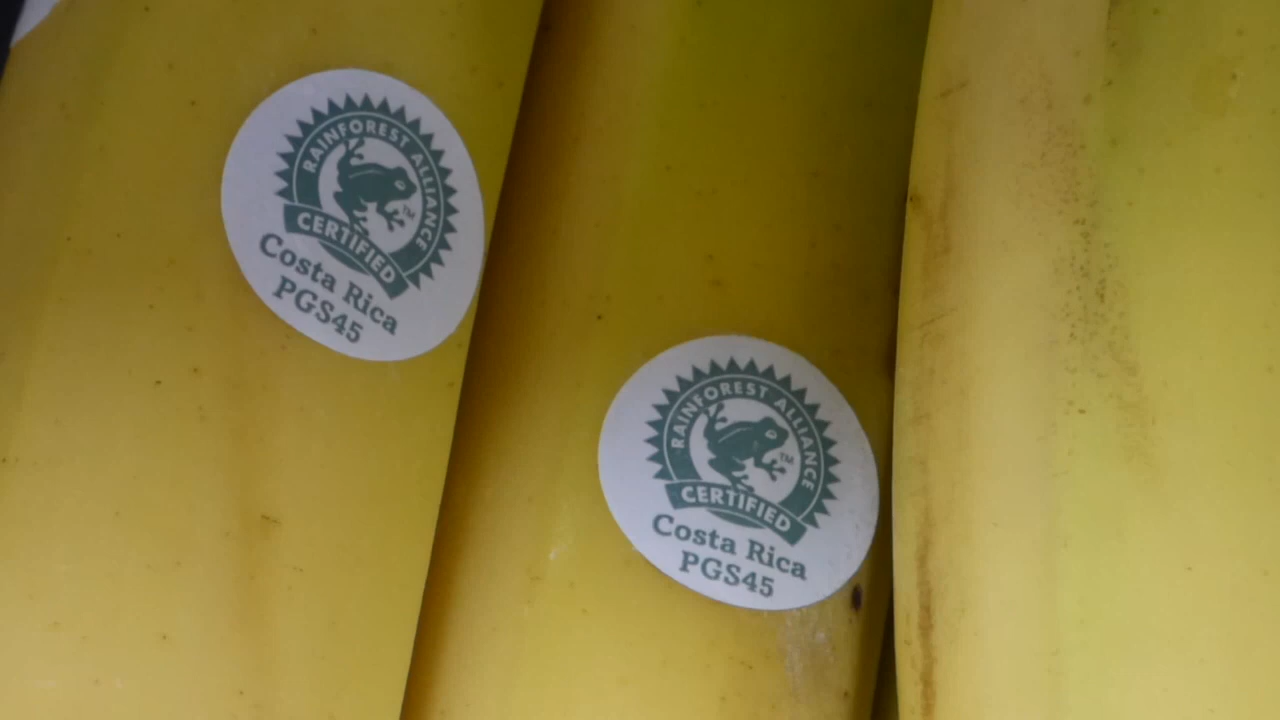 RAINFOREST ALLIANCE
TM
CERTIFIED
Costa Rica
PGS45
RAINFOREST ALLIANCE
TM
CERTIFIED
Costa Rica
PGS45